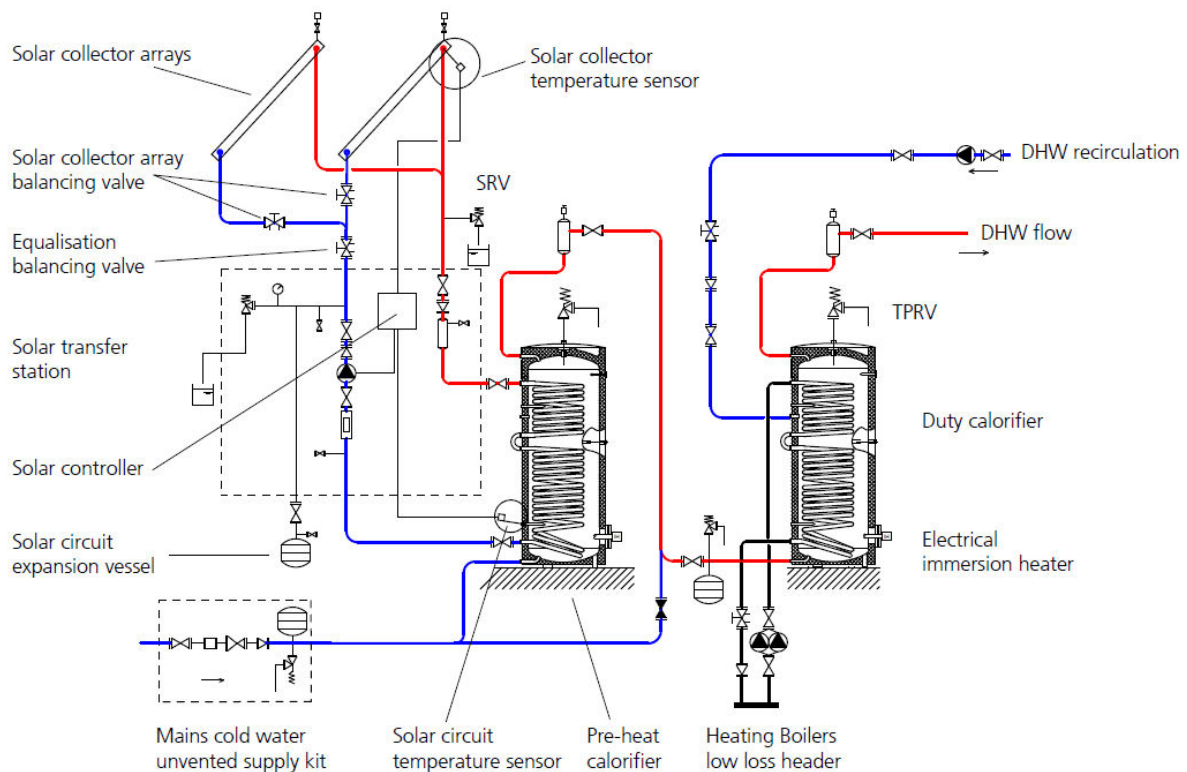 Solar collector arrays
Solar collector
temperature sensor
Solar collector array
balancing valve
SRV
DHW recirculation
Equalisation
balancing valve
DHW flow
Solar transfer
station
TPRV
Duty calorifier
Solar controller
Solar circuit
expansion vessel
Electrical
immersion heater
Mains cold water
unvented supply kit
Solar circuit
temperature sensor
Pre-heat
calorifier
Heating Boilers
low loss header